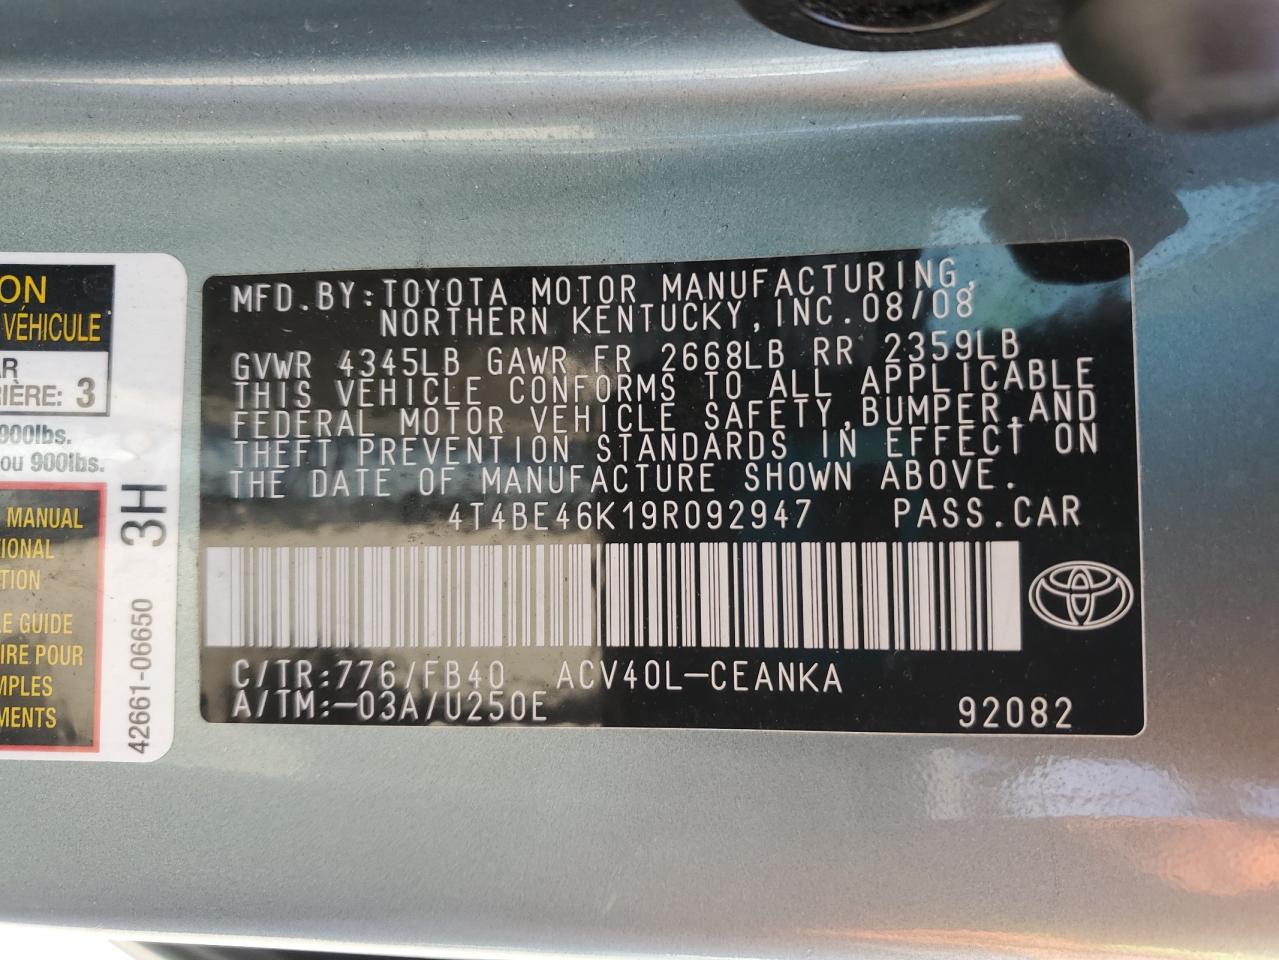 ON
VÉHICULE
AR
RIÈRE: 3
900lbs.
ou 900lbs.
MANUAL
TIONAL
TION
E GUIDE
IRE POUR
MPLES
MENTS
3H
42661-06650
MFD.BY:TOYOTA MOTOR MANUFACTURING,
NORTHERN KENTUCKY,INC.08/08
GVWR 4345LB GAWR FR 2668LB RR 2359LB
THIS VEHICLE CONFORMS TO ALL APPLICABLE
FEDERAL MOTOR VEHICLE SAFETY,BUMPER,AND
THEFT PREVENTION STANDARDS IN EFFECT ON
THE DATE OF MANUFACTURE SHOWN ABOVE.
4T4BE46K19R092947 PASS.CAR
C/TR:776/FB40 ACV40L-CEANKA
A/TM:-03A/U250E 92082